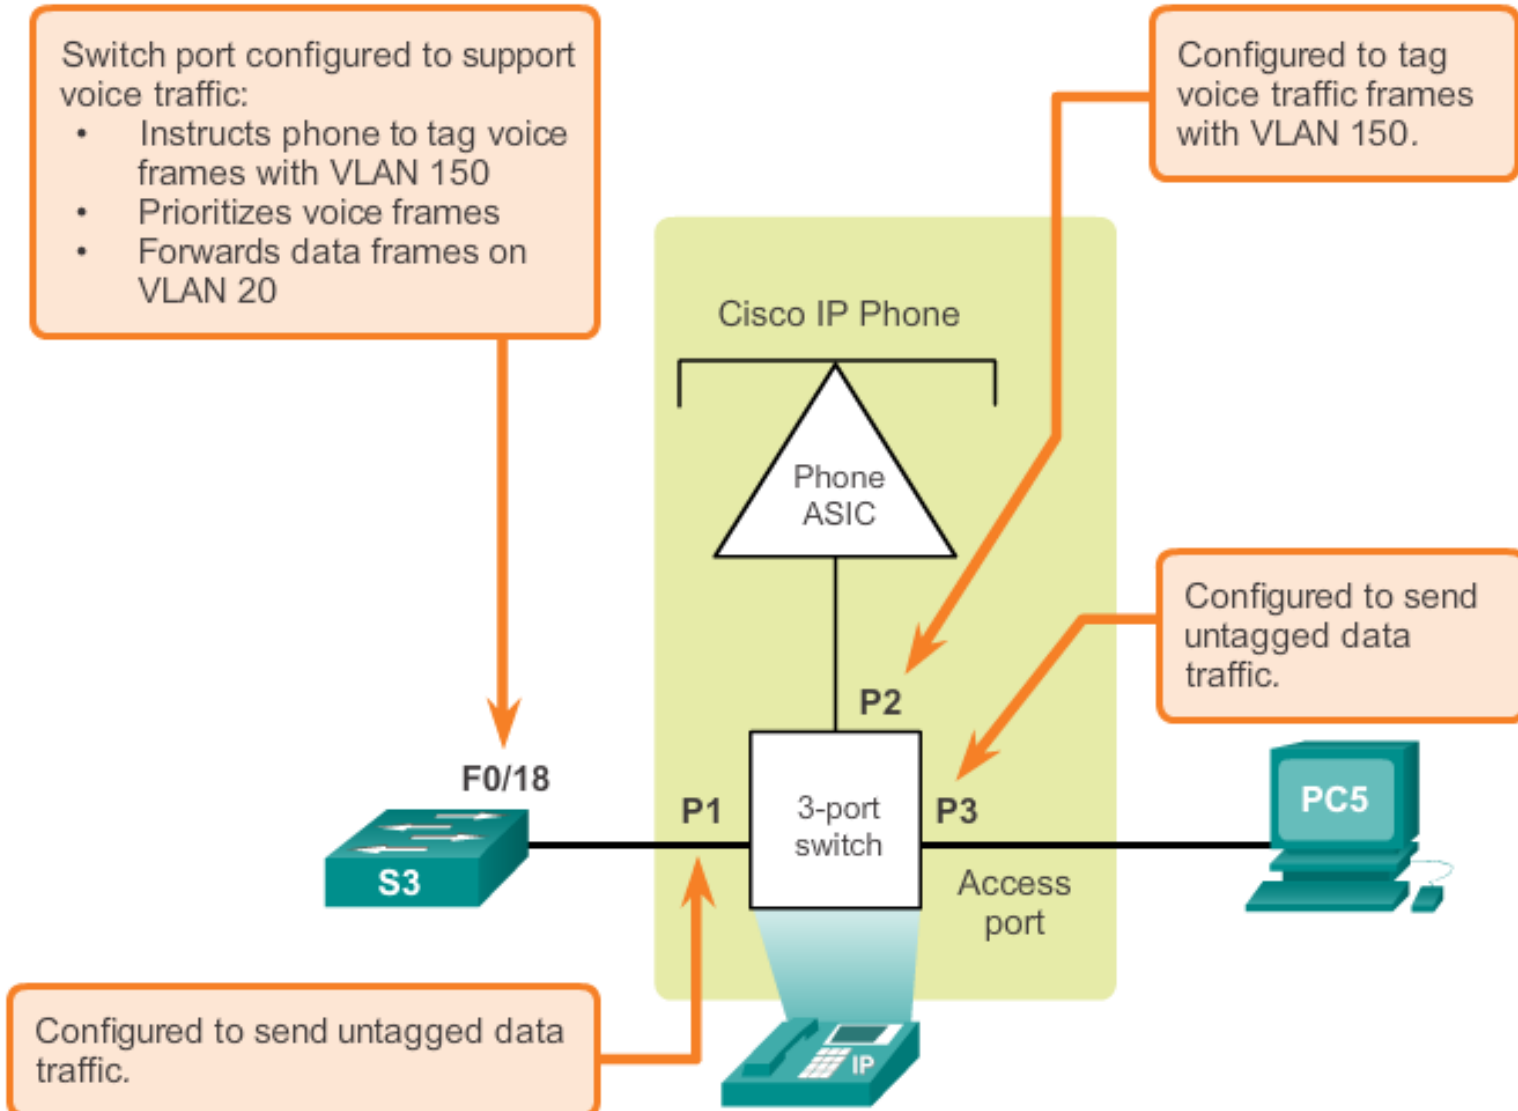 Switch port configured to support
voice traffic:
• Instructs phone to tag voice
frames with VLAN 150
• Prioritizes voice frames
• Forwards data frames on
VLAN 20
Configured to tag
voice traffic frames
with VLAN 150.
Cisco IP Phone
Phone
ASIC
Configured to send
untagged data
traffic.
P2
F0/18
P1
3-port
switch
P3
PC5
S3
Access
port
Configured to send untagged data
traffic.
IP